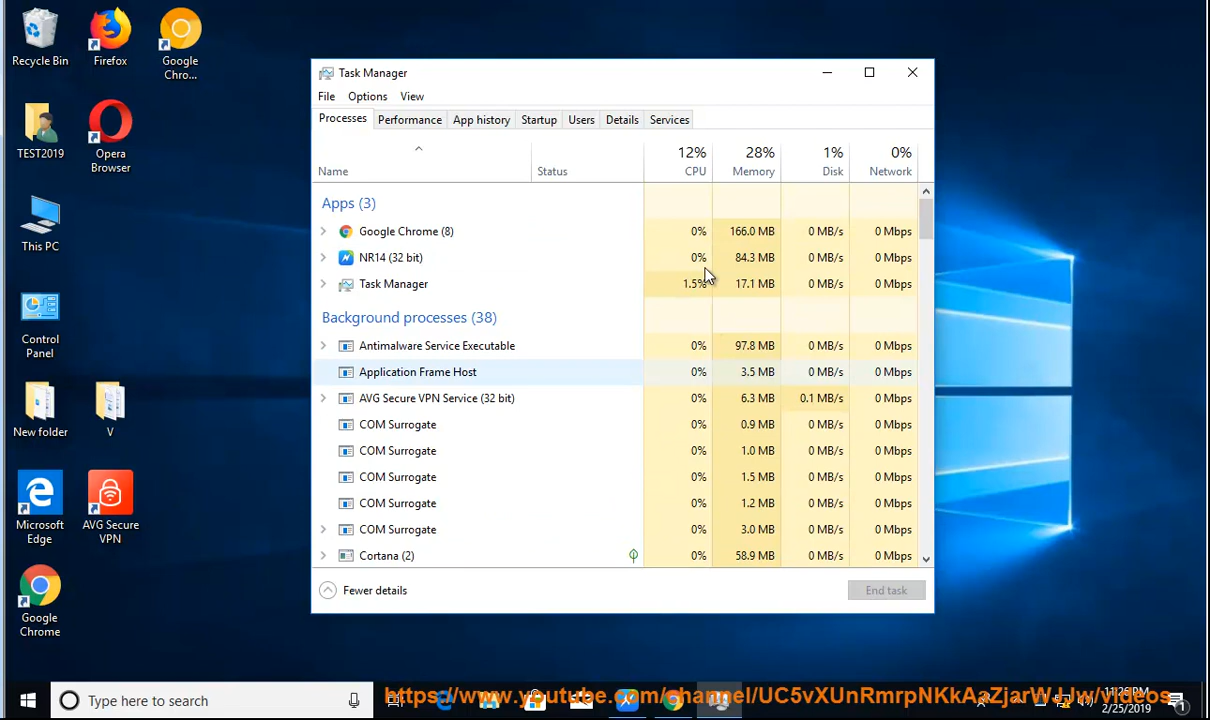 Recycle Bin
Firefox
Google
Chro...
TEST2019
Opera
Browser
This PC
Control
Panel
New folder
V
Microsoft
Edge
AVG Secure
VPN
Google
Chrome
Task Manager
File Options View
Processes Performance App history Startup Users Details Services
12% 28% 1% 0%
Name Status CPU Memory Disk Network
Apps (3)
Google Chrome (8) 0% 166.0 MB 0 MB/s 0 Mbps
NR14 (32 bit) 0% 84.3 MB 0 MB/s 0 Mbps
Task Manager 1.5% 17.1 MB 0 MB/s 0 Mbps
Background processes (38)
Antimalware Service Executable 0% 97.8 MB 0 MB/s 0 Mbps
Application Frame Host 0% 3.5 MB 0 MB/s 0 Mbps
AVG Secure VPN Service (32 bit) 0% 6.3 MB 0.1 MB/s 0 Mbps
COM Surrogate 0% 0.9 MB 0 MB/s 0 Mbps
COM Surrogate 0% 1.0 MB 0 MB/s 0 Mbps
COM Surrogate 0% 1.5 MB 0 MB/s 0 Mbps
COM Surrogate 0% 1.2 MB 0 MB/s 0 Mbps
COM Surrogate 0% 3.0 MB 0 MB/s 0 Mbps
Cortana (2) 0% 58.9 MB 0 MB/s 0 Mbps
Fewer details End task
Type here to search
11:26 PM
2/25/2019
1